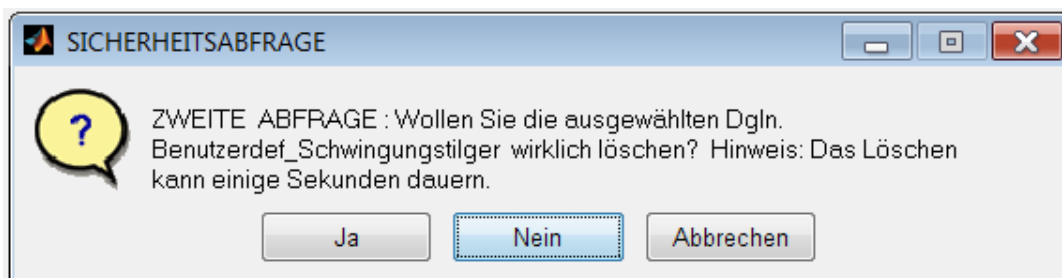 SICHERHEITSABFRAGE
?
ZWEITE ABFRAGE : Wollen Sie die ausgewählten Dgln.
Benutzerdef_Schwingungstilger wirklich löschen? Hinweis: Das Löschen
kann einige Sekunden dauern.
Ja Nein Abbrechen